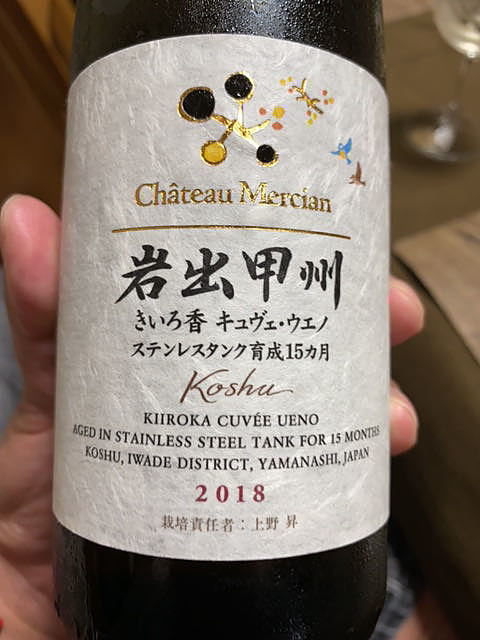 Château Mercian
岩出甲州
きいろ香 キュヴェ・ウエノ
ステンレスタンク育成15カ月
Koshu
KIIROKA CUVÉE UENO
AGED IN STAINLESS STEEL TANK FOR 15 MONTHS
KOSHU, IWADE DISTRICT, YAMANASHI, JAPAN
2018
栽培責任者：上野 昇